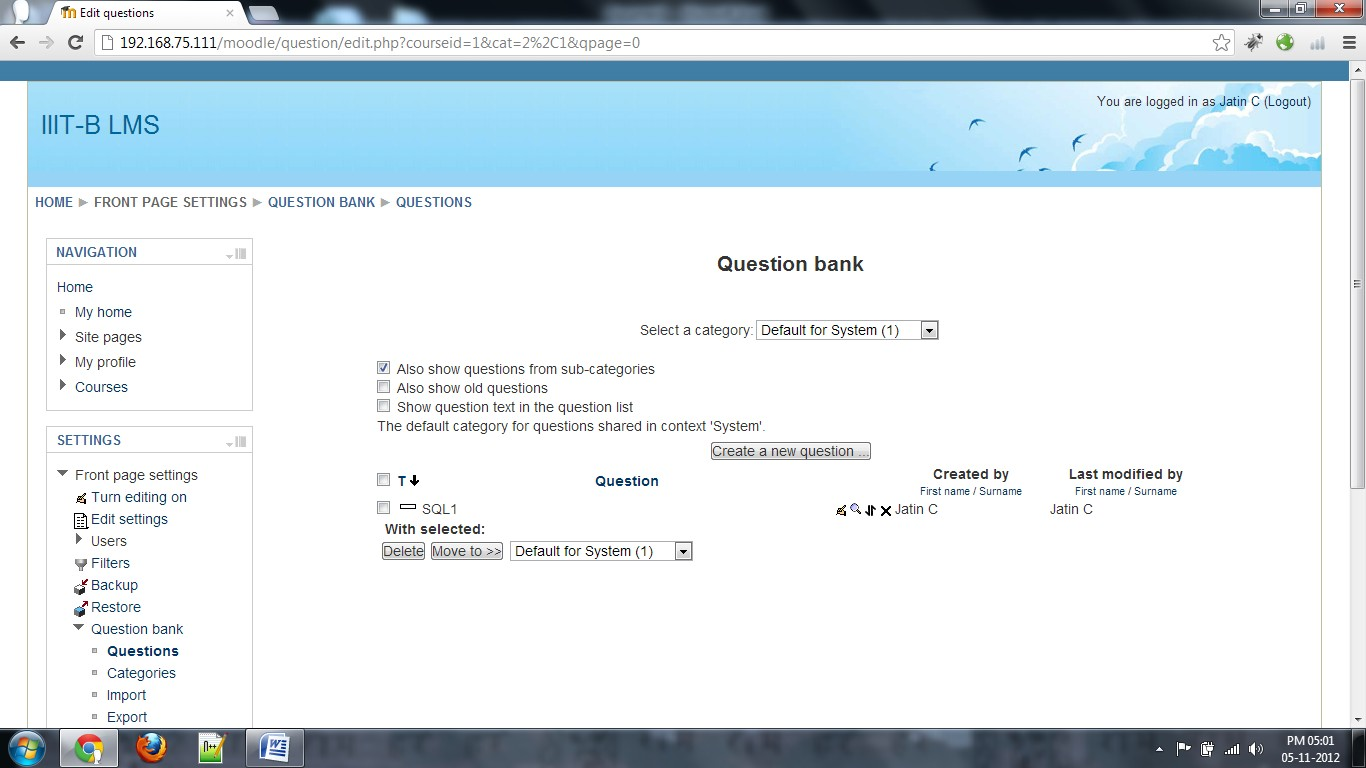 Edit questions
192.168.75.111/moodle/question/edit.php?courseid=1&cat=2%2C1&qpage=0
You are logged in as Jatin C (Logout)
IIIT-B LMS
HOME ► FRONT PAGE SETTINGS ► QUESTION BANK ► QUESTIONS
NAVIGATION
Home
My home
Site pages
My profile
Courses
SETTINGS
Front page settings
Turn editing on
Edit settings
Users
Filters
Backup
Restore
Question bank
Questions
Categories
Import
Export
Question bank
Select a category: Default for System (1)
Also show questions from sub-categories
Also show old questions
Show question text in the question list
The default category for questions shared in context 'System'.
Create a new question ...
T Question Created by Last modified by
First name / Surname First name / Surname
SQL1 Jatin C Jatin C
With selected:
Delete Move to >> Default for System (1)
PM 05:01
05-11-2012